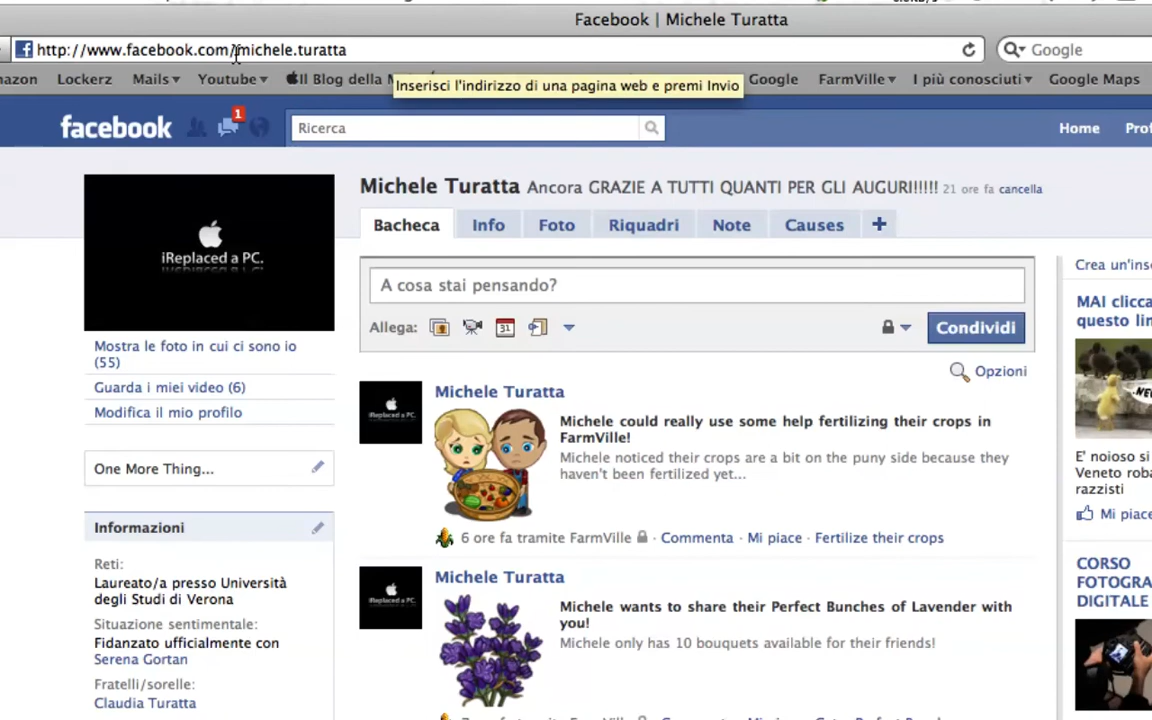 Facebook | Michele Turatta
http://www.facebook.com/michele.turatta
Google
Lockerz Mails Youtube Il Blog della Google FarmVille I più conosciuti Google Maps
Inserisci l'indirizzo di una pagina web e premi Invio
facebook 1 Ricerca Home
Michele Turatta Ancora GRAZIE A TUTTI QUANTI PER GLI AUGURI!!!!! 21 ore fa cancella
Bacheca Info Foto Riquadri Note Causes +
iReplaced a PC.
A cosa stai pensando?
Allega: 31 Condividi
Opzioni
Mostra le foto in cui ci sono io
(55)
Guarda i miei video (6)
Modifica il mio profilo
One More Thing...
Informazioni
Reti:
Laureato/a presso Università
degli Studi di Verona
Situazione sentimentale:
Fidanzato ufficialmente con
Serena Gortan
Fratelli/sorelle:
Claudia Turatta
Michele Turatta
iReplaced a PC.
Michele could really use some help fertilizing their crops in
FarmVille!
Michele noticed their crops are a bit on the puny side because they
haven't been fertilized yet...
6 ore fa tramite FarmVille · Commenta · Mi piace · Fertilize their crops
Michele Turatta
iReplaced a PC.
Michele wants to share their Perfect Bunches of Lavender with
you!
Michele only has 10 bouquets available for their friends!
Crea un'ins
MAI clicca
questo lin
E' noioso si
Veneto roba
razzisti
Mi piace
CORSO
FOTOGRA
DIGITALE